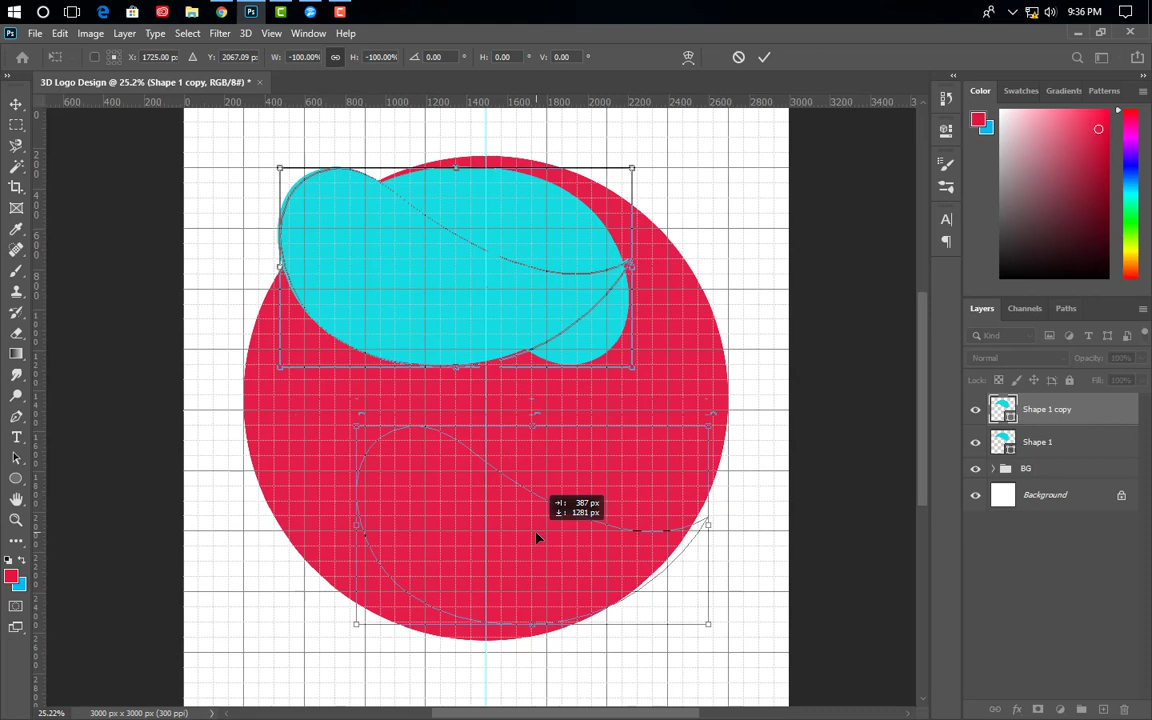 9:36 PM
File Edit Image Layer Type Select Filter 3D View Window Help
X: 1725.00 px Y: 2067.09 px W: -100.00% H: -100.00% 0.00 ° H: 0.00 ° V: 0.00 °
3D Logo Design @ 25.2% (Shape 1 copy, RGB/8#) * ×
600 400 200 0 200 400 600 800 1000 1200 1400 1600 1800 2000 2200 2400 2600 2800 3000 3200 3400
Color Swatches Gradients Patterns
Layers Channels Paths
Kind
Normal Opacity: 100%
Lock: Fill: 100%
Shape 1 copy
Shape 1
BG
Background
387 px
1281 px
25.22% 3000 px x 3000 px (300 ppi)